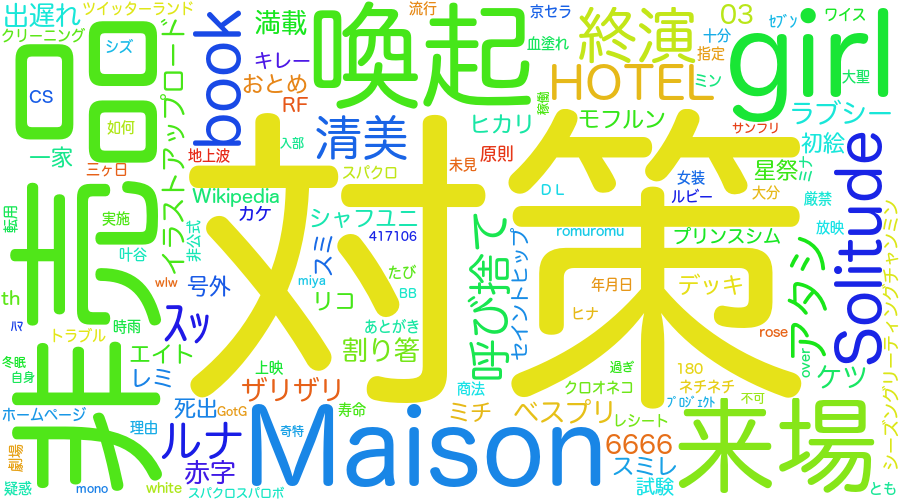 対策
非売品
Maison
girl
来場
喚起
Solitude
book
終演
HOTEL
清美
呼び捨て
アタシ
ルナ
スッ
出遅れ
ツイッターランド
クリーニング
シズ
CS
如何
一家
三ヶ日
転用
実施
叶谷
th
イラストアップロード
地上波
満載
キレー
おとめ
RF
流行
血塗れ
京セラ
入部
スパクロ
Wikipedia
カケ
シャフユニ
417106
非公式
号外
スミ
miya
wlw
リコ
たび
BB
あとがき
割り箸
ハマ
トラブル
時雨
エイト
レミ
冬眠
自身
上映
ザリザリ
ホームページ
死出
GotG
寿命
理由
奇特
劇場
疑惑
mono
white
赤字
スパクロスパロボ
ヒカリ
未見
原則
稼働
モフルン
十分
指定
ミン
03
セブン
ワイス
大聖
ラブシー
サンフリ
初絵
ミカ
星祭
女装
ルビー
大分
厳禁
DL
romuromu
プリンスシム
放映
セイントヒップ
年月日
デッキ
ヒナ
rose
over
シーズングリーティングチャンミン
過ぎ
180
クロオネコ
ネチネチ
ケツ
商法
ミチ
ベスプリ
レシート
プロジェクト
不可
6666
スミレ
試験
とも